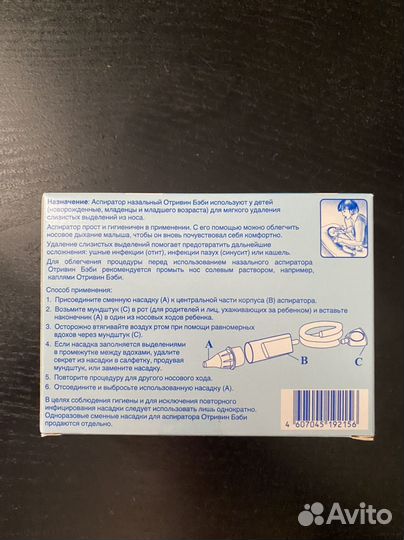 Назначение: Аспиратор назальный Отривин Бэби используют у детей
(новорожденные, младенцы и младшего возраста) для мягкого удаления
слизистых выделений из носа.
Аспиратор прост и гигиеничен в применении. С его помощью можно облегчить
носовое дыхание малыша, чтобы он вновь почувствовал себя комфортно.
Удаление слизистых выделений помогает предотвратить дальнейшие
осложнения: ушные инфекции (отит), инфекции пазух (синусит) или кашель.
Для облегчения процедуры перед использованием назального аспиратора
Отривин Бэби рекомендуется промыть нос солевым раствором, например,
каплями Отривин Бэби.
Способ применения:
1. Присоедините сменную насадку (А) к центральной части корпуса (В) аспиратора.
2. Возьмите мундштук (С) в рот (для родителей и лиц, ухаживающих за ребенком) и вставьте
наконечник (А) в один из носовых ходов ребенка.
3. Осторожно втягивайте воздух ртом при помощи равномерных
вдохов через мундштук (С).
4. Если насадка заполняется выделениями
в промежутке между вдохами, удалите
секрет из насадки в салфетку, продувая
мундштук, или замените насадку.
5. Повторите процедуру для другого носового хода.
6. Отсоедините и выбросьте использованную насадку (А).
В целях соблюдения гигиены и для исключения повторного
инфицирования насадки следует использовать лишь однократно.
Одноразовые сменные насадки для аспиратора Отривин Бэби
продаются отдельно.
A
B
C
4 607045 192156
Avito